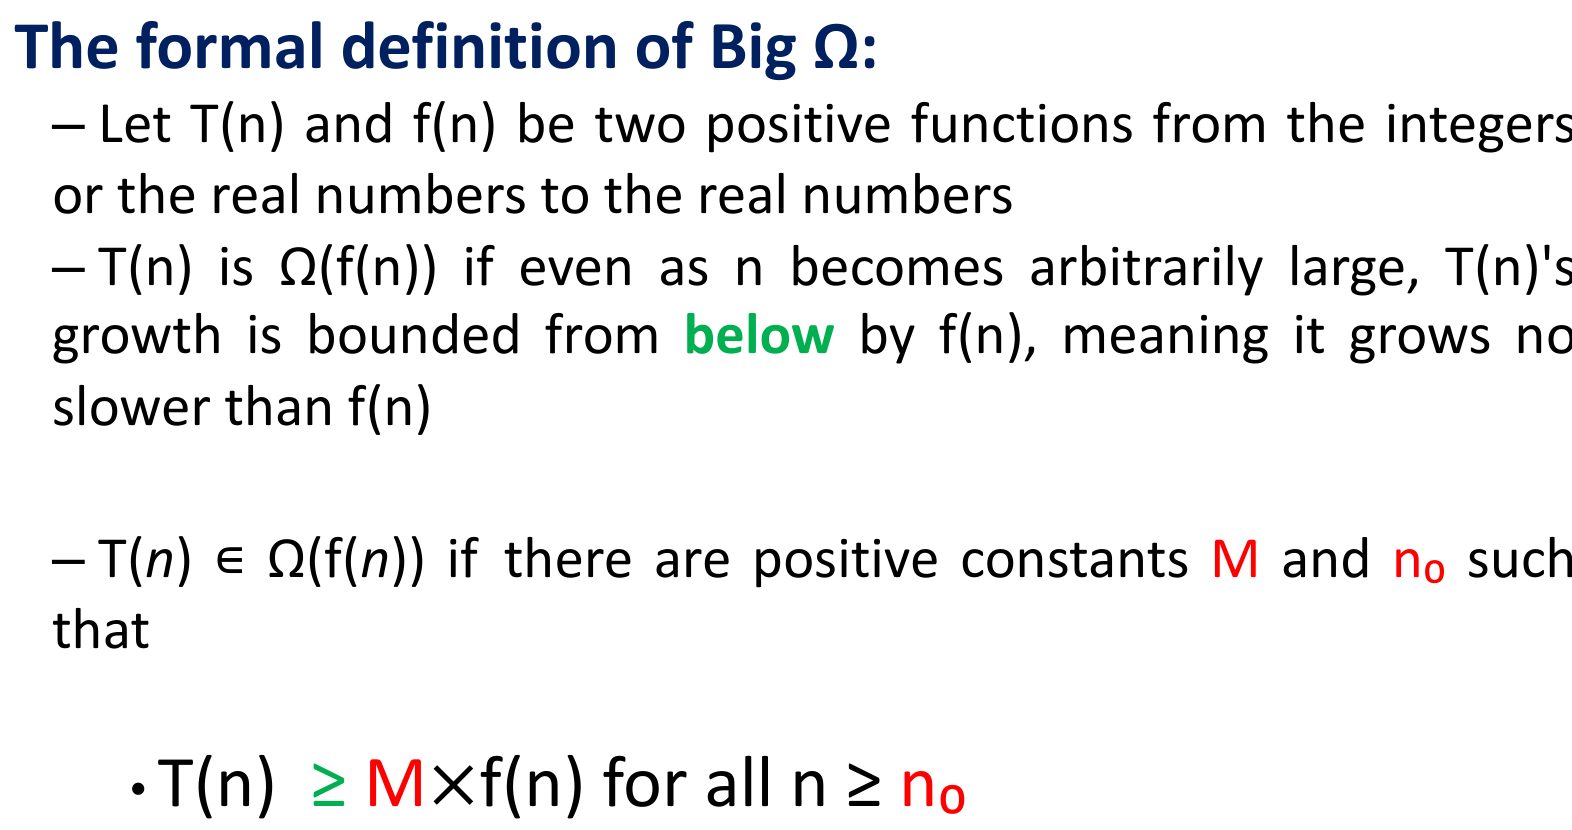 The formal definition of Big Ω:
– Let T(n) and f(n) be two positive functions from the integers
or the real numbers to the real numbers
– T(n) is Ω(f(n)) if even as n becomes arbitrarily large, T(n)'s
growth is bounded from below by f(n), meaning it grows no
slower than f(n)
– T(n) ∈ Ω(f(n)) if there are positive constants M and n₀ such
that
• T(n) ≥ M×f(n) for all n ≥ n₀